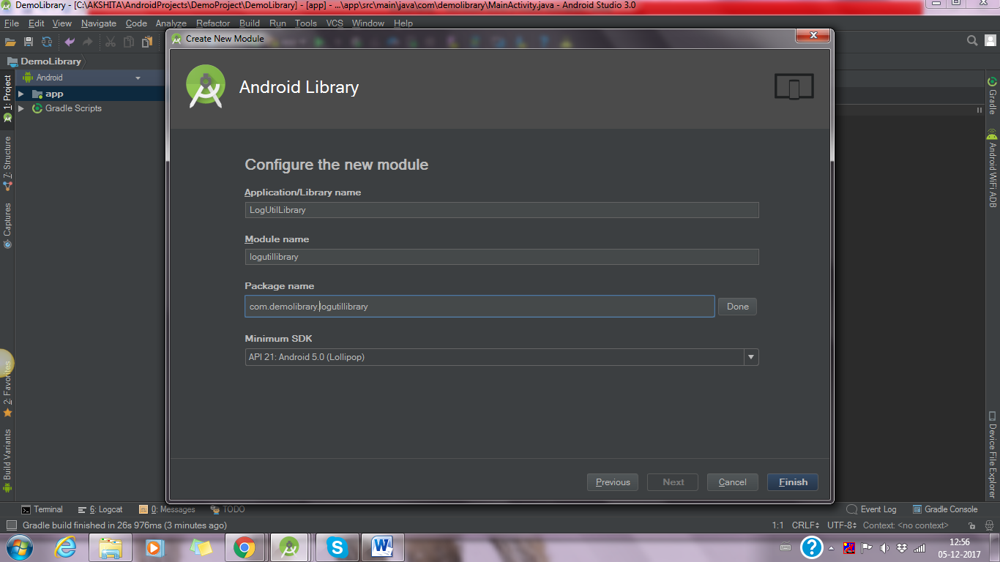 DemoLibrary - [C:\AKSHITA\AndroidProjects\DemoProject\DemoLibrary] - [app] - ...\app\src\main\java\com\demolibrary\MainActivity.java - Android Studio 3.0
File Edit View Navigate Code Analyze Refactor Build Run Tools VCS Window Help
Create New Module
DemoLibrary
Android
app
Gradle Scripts
1: Project
7: Structure
Captures
2: Favorites
Build Variants
Android Library
Configure the new module
Application/Library name
LogUtilLibrary
Module name
logutillibrary
Package name
com.demolibrary.logutillibrary
Done
Minimum SDK
API 21: Android 5.0 (Lollipop)
Previous Next Cancel Finish
Gradle
Android WiFi ADB
Device File Explorer
Terminal 6: Logcat 0: Messages TODO Event Log Gradle Console
Gradle build finished in 26s 976ms (3 minutes ago) 1:1 CRLF UTF-8 Context: <no context>
12:56
05-12-2017